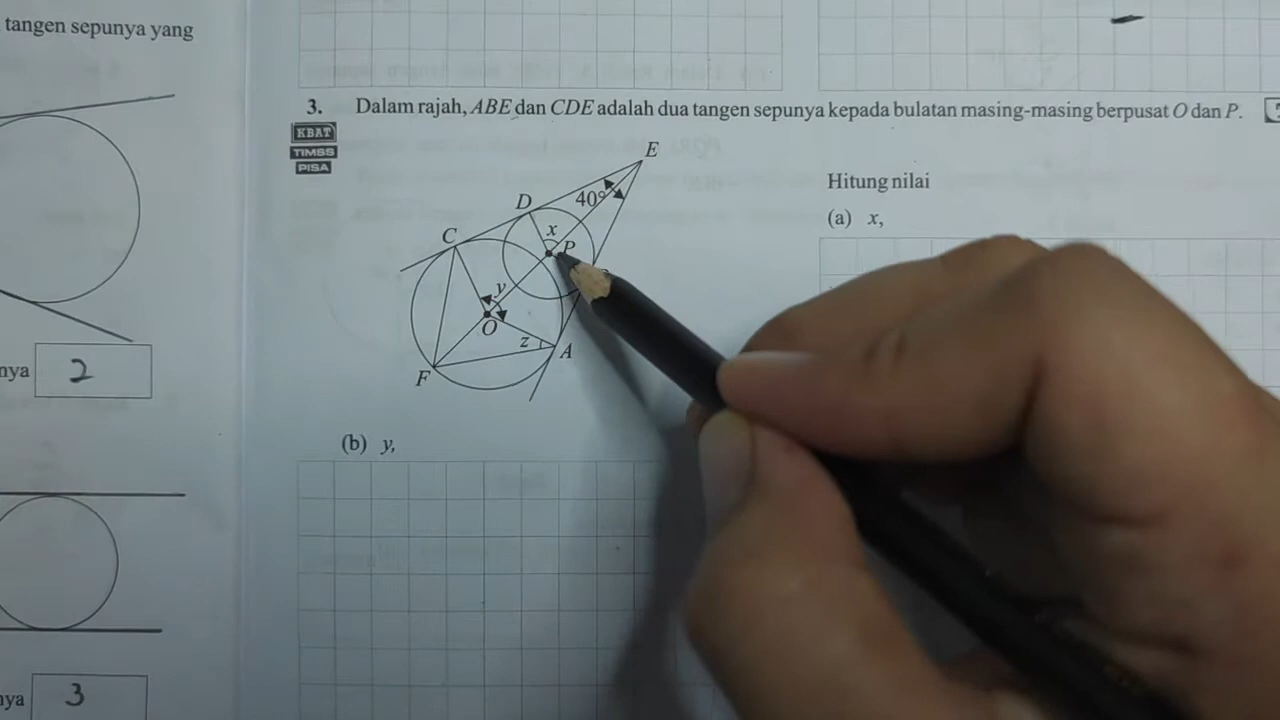 tangen sepunya yang
3. Dalam rajah, ABE dan CDE adalah dua tangen sepunya kepada bulatan masing-masing berpusat O dan P.
KBAT
TIMSS
PISA
E
Hitung nilai
D
40°
(a) x,
C
x
P
y
O
z
A
nya 2
F
(b) y,
nya 3